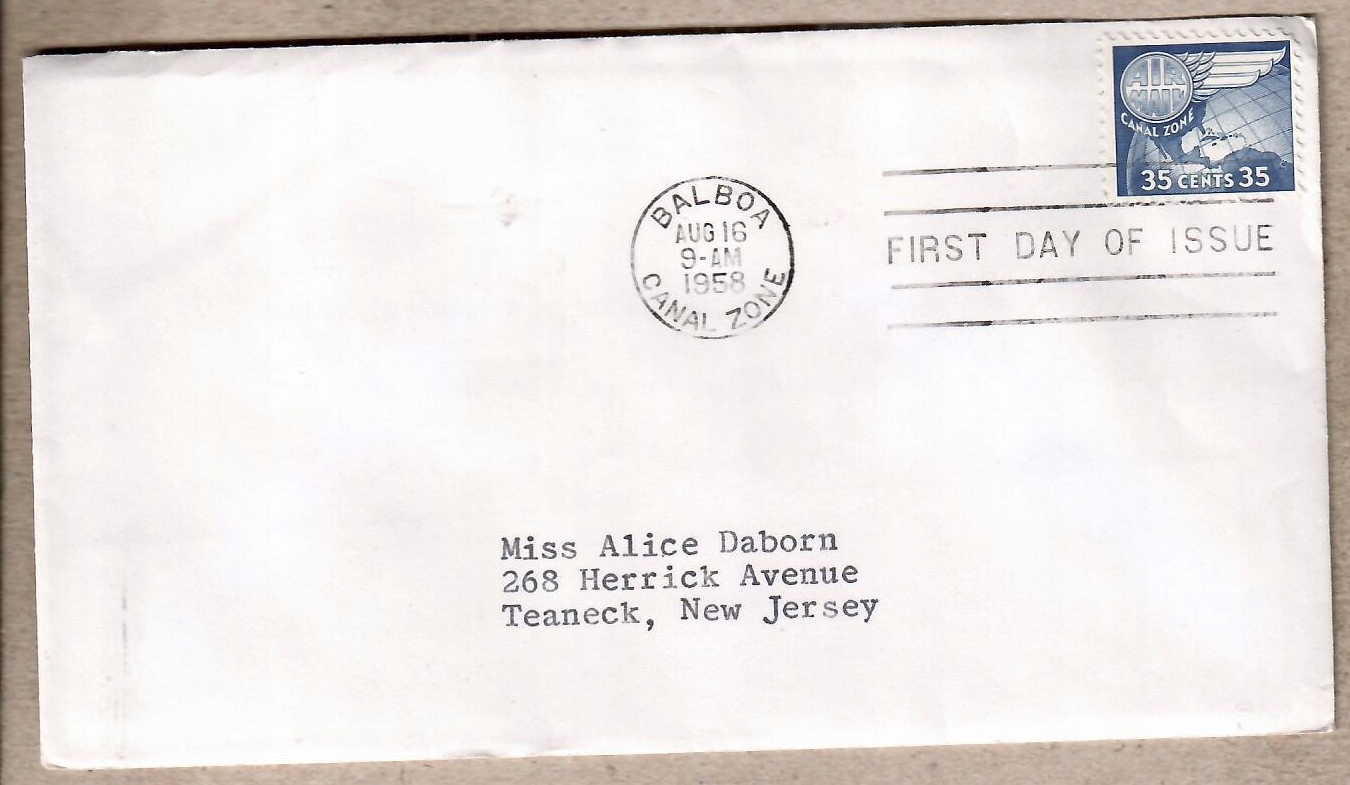 AIR
MAIL
CANAL ZONE
35 CENTS 35
BALBOA
AUG 16
9-AM
1958
CANAL ZONE
FIRST DAY OF ISSUE
Miss Alice Daborn
268 Herrick Avenue
Teaneck, New Jersey